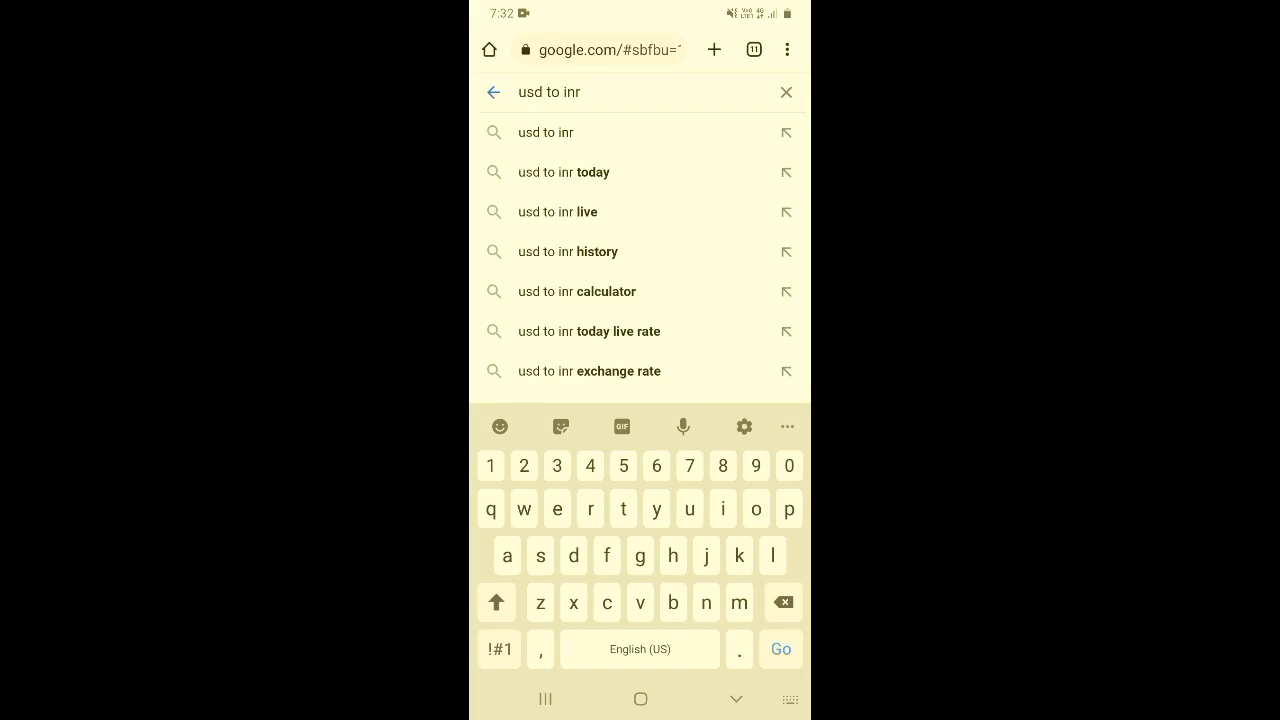 7:32
google.com/#sbfbu=
11
usd to inr
usd to inr
usd to inr today
usd to inr live
usd to inr history
usd to inr calculator
usd to inr today live rate
usd to inr exchange rate
GIF
1 2 3 4 5 6 7 8 9 0
q w e r t y u i o p
a s d f g h j k l
z x c v b n m
!#1 , English (US) . Go